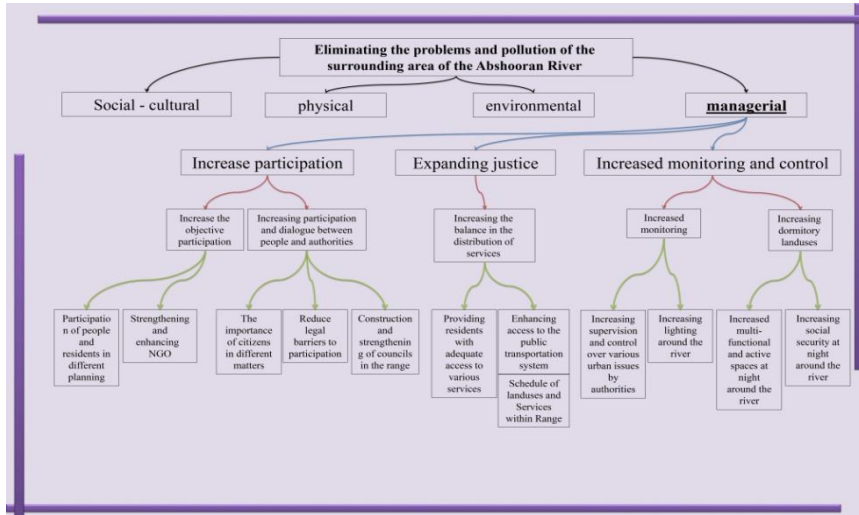 Eliminating the problems and pollution of the
surrounding area of the Abshooran River
Social - cultural
physical
environmental
managerial
Increase participation
Expanding justice
Increased monitoring and control
Increase the
objective
participation
Increasing participation
and dialogue between
people and authorities
Increasing the
balance in the
distribution of
services
Increased
monitoring
Increasing
dormitory
landuses
Participatio
n of people
and
residents in
different
planning
Strengthening
and
enhancing
NGO
The
importance
of citizens
in different
matters
Reduce
legal
barriers to
participation
Construction
and
strengthenin
g of councils
in the range
Providing
residents
with
adequate
access to
various
services
Enhancing
access to the
public
transportation
system
Schedule of
landuses and
Services
within Range
Increasing
supervision
and control
over various
urban issues
by
authorities
Increasing
lighting
around the
river
Increased
multi-
functional
and active
spaces at
night
around the
river
Increasing
social
security at
night
around the
river